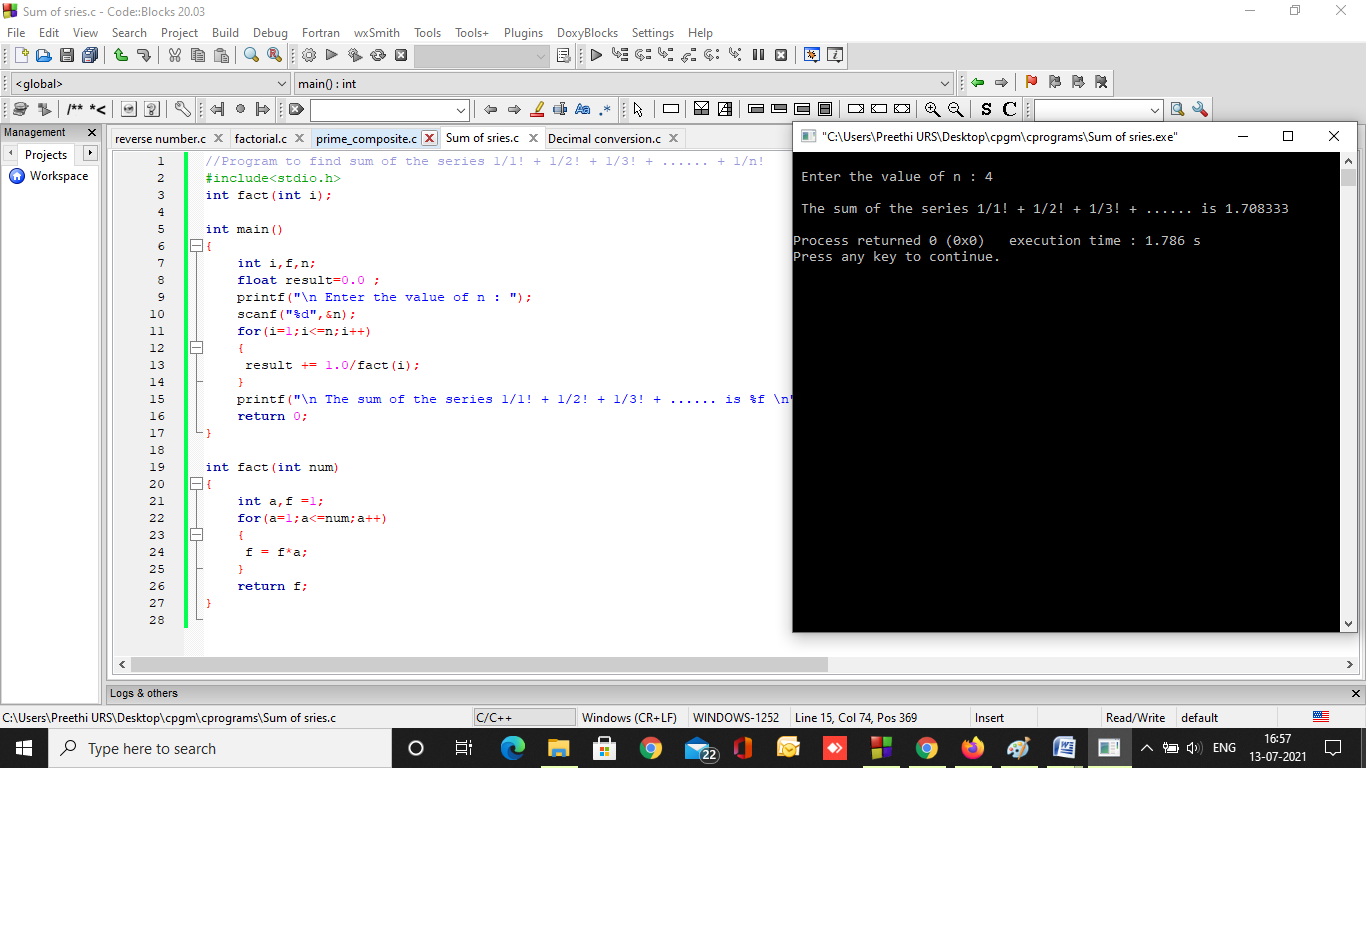 Sum of sries.c - Code::Blocks 20.03
File Edit View Search Project Build Debug Fortran wxSmith Tools Tools+ Plugins DoxyBlocks Settings Help
<global> main() : int
/** *< S C
Management
Projects
Workspace
reverse number.c factorial.c prime_composite.c Sum of sries.c Decimal conversion.c
1 //Program to find sum of the series 1/1! + 1/2! + 1/3! + ...... + 1/n!
2 #include<stdio.h>
3 int fact(int i);
4
5 int main()
6 {
7 int i,f,n;
8 float result=0.0 ;
9 printf("\n Enter the value of n : ");
10 scanf("%d",&n);
11 for(i=1;i<=n;i++)
12 {
13 result += 1.0/fact(i);
14 }
15 printf("\n The sum of the series 1/1! + 1/2! + 1/3! + ...... is %f \n"
16 return 0;
17 }
18
19 int fact(int num)
20 {
21 int a,f =1;
22 for(a=1;a<=num;a++)
23 {
24 f = f*a;
25 }
26 return f;
27 }
28
"C:\Users\Preethi URS\Desktop\cpgm\cprograms\Sum of sries.exe"
Enter the value of n : 4
The sum of the series 1/1! + 1/2! + 1/3! + ...... is 1.708333
Process returned 0 (0x0) execution time : 1.786 s
Press any key to continue.
Logs & others
C:\Users\Preethi URS\Desktop\cpgm\cprograms\Sum of sries.c C/C++ Windows (CR+LF) WINDOWS-1252 Line 15, Col 74, Pos 369 Insert Read/Write default
Type here to search
22
ENG
16:57
13-07-2021